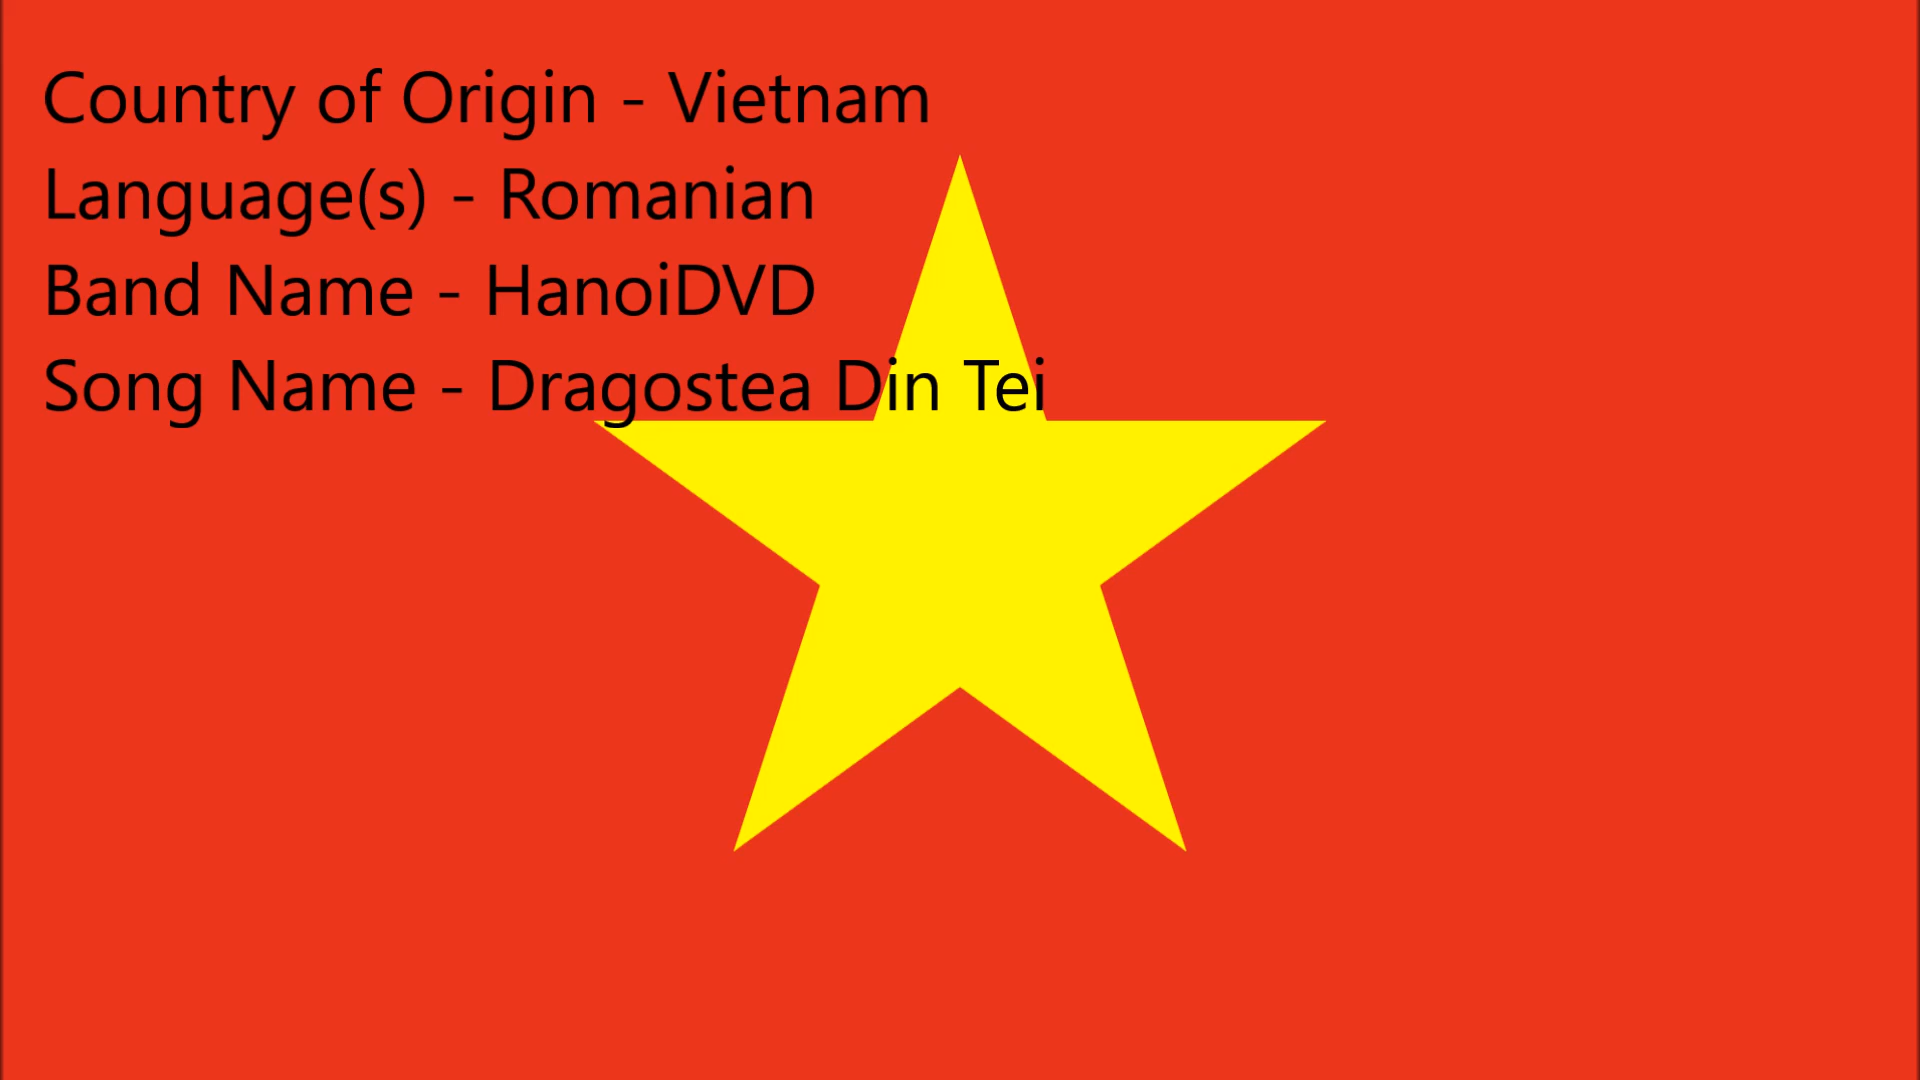 Country of Origin - Vietnam
Language(s) - Romanian
Band Name - HanoiDVD
Song Name - Dragostea Din Tei